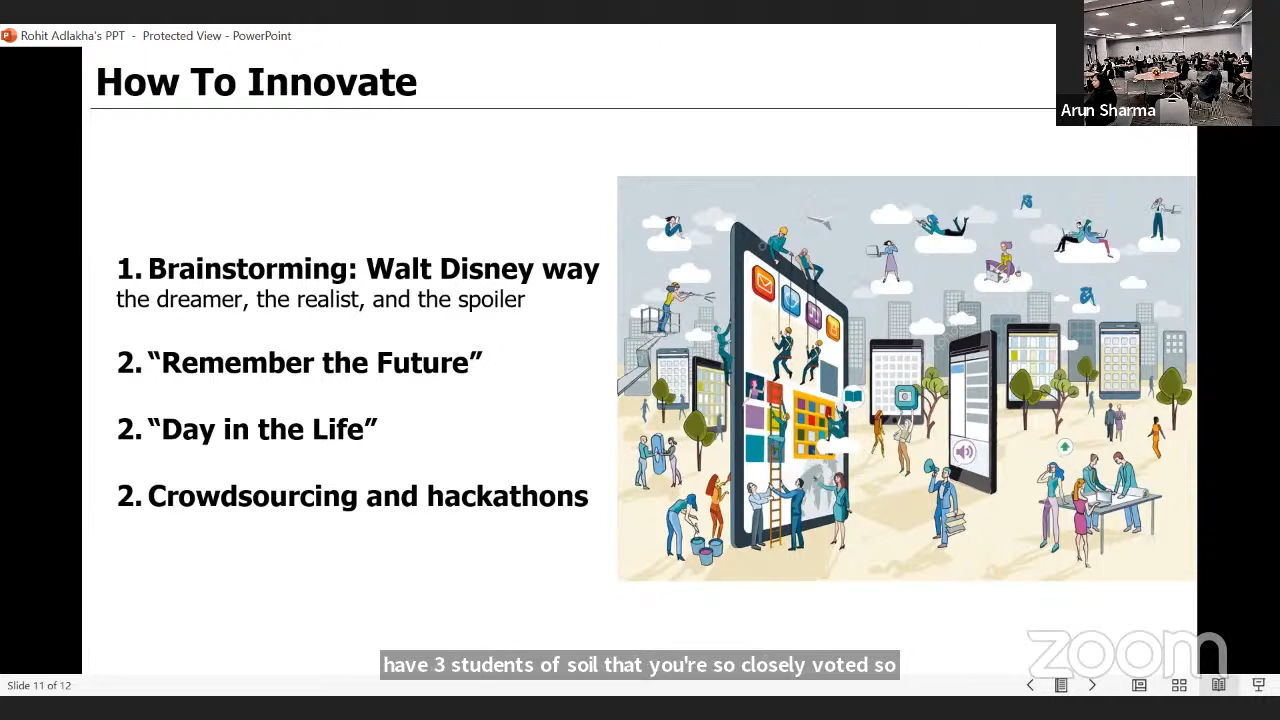 Rohit Adlakha's PPT - Protected View - PowerPoint
Arun Sharma
How To Innovate
1. Brainstorming: Walt Disney way
the dreamer, the realist, and the spoiler
2. “Remember the Future”
2. “Day in the Life”
2. Crowdsourcing and hackathons
have 3 students of soil that you're so closely voted so
zoom
Slide 11 of 12